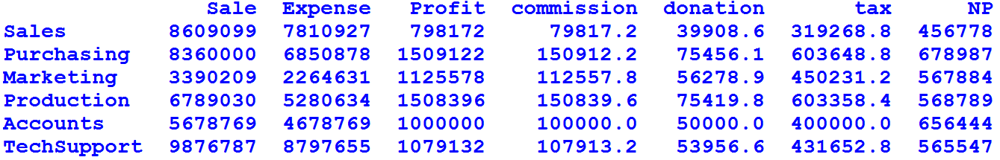 Sale Expense Profit commission donation tax NP
Sales 8609099 7810927 798172 79817.2 39908.6 319268.8 456778
Purchasing 8360000 6850878 1509122 150912.2 75456.1 603648.8 678987
Marketing 3390209 2264631 1125578 112557.8 56278.9 450231.2 567884
Production 6789030 5280634 1508396 150839.6 75419.8 603358.4 568789
Accounts 5678769 4678769 1000000 100000.0 50000.0 400000.0 656444
TechSupport 9876787 8797655 1079132 107913.2 53956.6 431652.8 565547